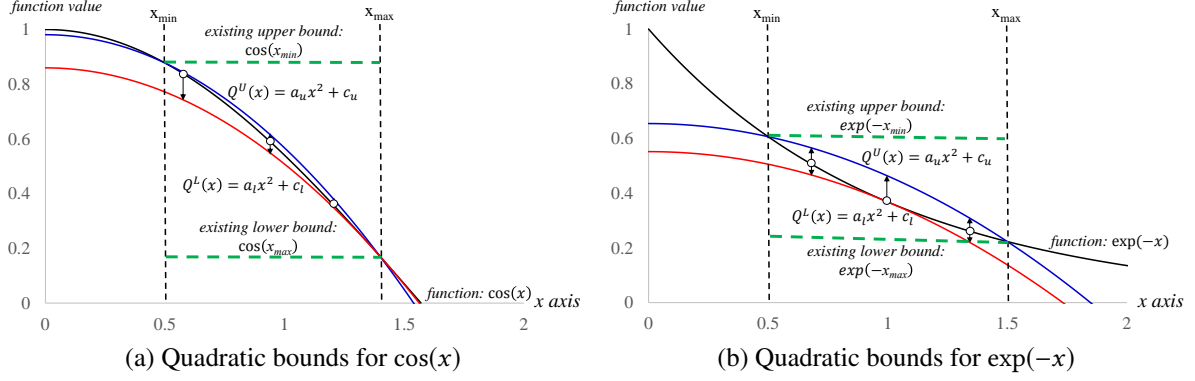 function value
x_min
x_max
1
0.8
0.6
0.4
0.2
0
existing upper bound:
cos(x_min)
Q^U(x) = a_u x^2 + c_u
Q^L(x) = a_l x^2 + c_l
existing lower bound:
cos(x_max)
function: cos(x)
x axis
0
0.5
1
1.5
2
(a) Quadratic bounds for cos(x)
function value
x_min
x_max
1
0.8
0.6
0.4
0.2
0
existing upper bound:
exp(−x_min)
Q^U(x) = a_u x^2 + c_u
Q^L(x) = a_l x^2 + c_l
function: exp(−x)
existing lower bound:
exp(−x_max)
x axis
0
0.5
1
1.5
2
(b) Quadratic bounds for exp(−x)